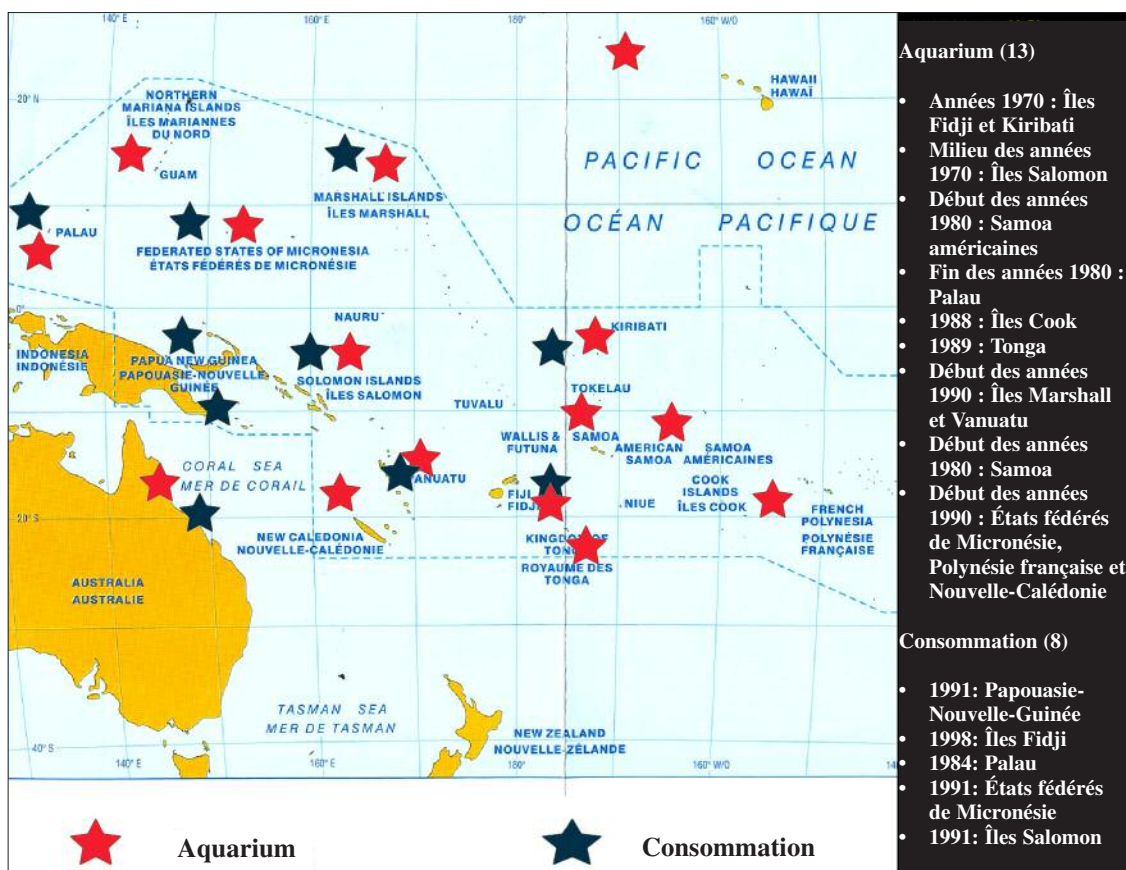 140° E
160° E
180°
160° W/O
20°N
NORTHERN
MARIANA ISLANDS
ÎLES MARIANNES
DU NORD
GUAM
HAWAII
HAWAÏ
PACIFIC OCEAN
OCÉAN PACIFIQUE
MARSHALL ISLANDS
ÎLES MARSHALL
PALAU
FEDERATED STATES OF MICRONESIA
ÉTATS FÉDÉRÉS DE MICRONÉSIE
0°
NAURU
KIRIBATI
INDONESIA
INDONÉSIE
PAPUA NEW GUINEA
PAPOUASIE-NOUVELLE-
GUINÉE
SOLOMON ISLANDS
ÎLES SALOMON
TUVALU
TOKELAU
WALLIS &
FUTUNA
SAMOA
AMERICAN
SAMOA
SAMOA
AMÉRICAINES
CORAL SEA
MER DE CORAIL
ANUATU
FIJI
FIDJI
COOK
ISLANDS
ÎLES COOK
NIUE
FRENCH
POLYNESIA
POLYNÉSIE
FRANÇAISE
20°S
NEW CALEDONIA
NOUVELLE-CALÉDONIE
KINGDOM OF
TONG
ROYAUME DES
TONGA
AUSTRALIA
AUSTRALIE
TASMAN SEA
MER DE TASMAN
NEW ZEALAND
NOUVELLE-ZÉLANDE
40°S
140° E
160° E
180°
160° W/O
Aquarium
Consommation
Aquarium (13)
• Années 1970 : Îles
Fidji et Kiribati
• Milieu des années
1970 : Îles Salomon
• Début des années
1980 : Samoa
américaines
• Fin des années 1980 :
Palau
• 1988 : Îles Cook
• 1989 : Tonga
• Début des années
1990 : Îles Marshall
et Vanuatu
• Début des années
1980 : Samoa
• Début des années
1990 : États fédérés
de Micronésie,
Polynésie française et
Nouvelle-Calédonie
Consommation (8)
• 1991: Papouasie-
Nouvelle-Guinée
• 1998: Îles Fidji
• 1984: Palau
• 1991: États fédérés
de Micronésie
• 1991: Îles Salomon